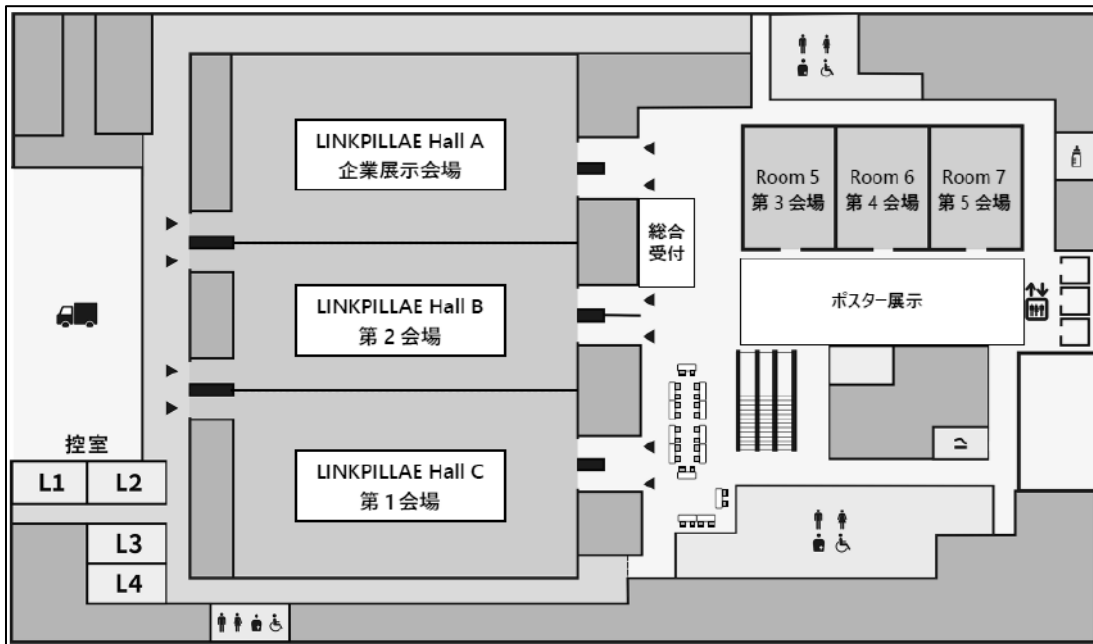 LINKPILLAE Hall A
企業展示会場
Room 5
第３会場
Room 6
第４会場
Room 7
第５会場
総合
受付
LINKPILLAE Hall B
第２会場
ポスター展示
控室
L1
L2
LINKPILLAE Hall C
第１会場
L3
L4